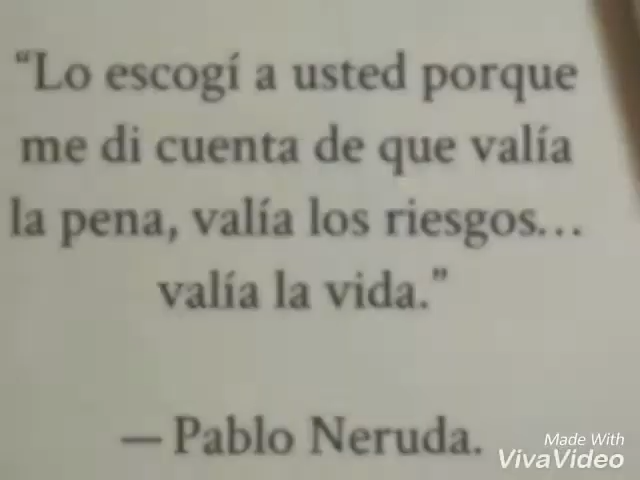 “Lo escogí a usted porque
me di cuenta de que valía
la pena, valía los riesgos...
valía la vida.”
— Pablo Neruda.
Made With
VivaVideo